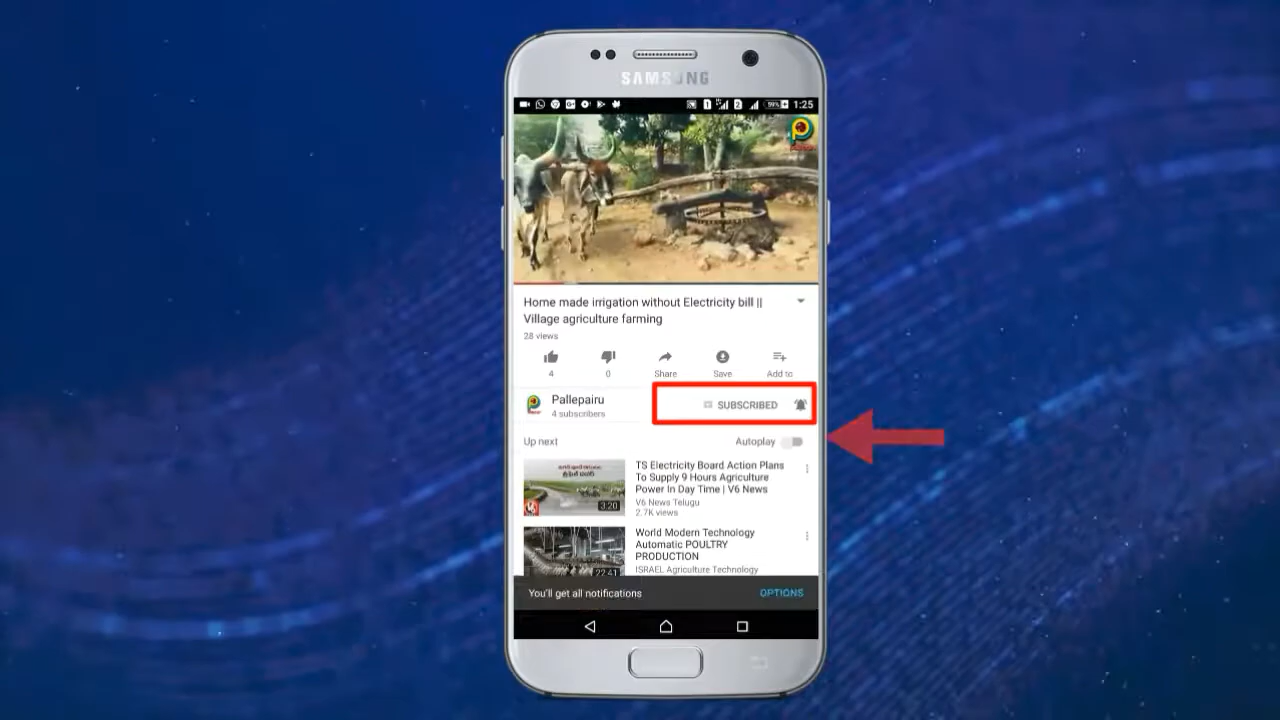 SAMSUNG
59% 1:25
Home made irrigation without Electricity bill ||
Village agriculture farming
28 views
4
0
Share
Save
Add to
Pallepairu
4 subscribers
SUBSCRIBED
Up next
Autoplay
3:20
TS Electricity Board Action Plans
To Supply 9 Hours Agriculture
Power In Day Time | V6 News
V6 News Telugu
2.7K views
22:41
World Modern Technology
Automatic POULTRY
PRODUCTION
ISRAEL Agriculture Technology
You'll get all notifications
OPTIONS